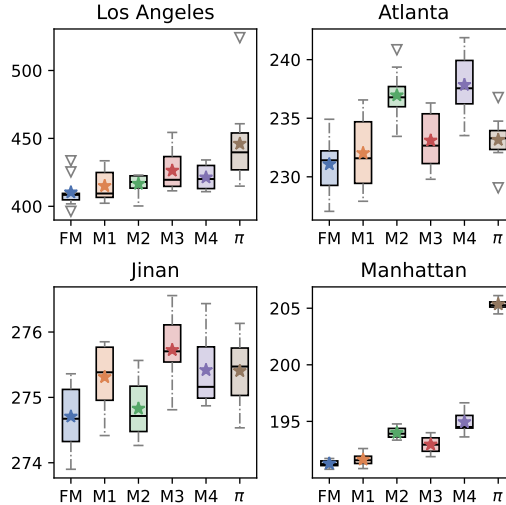 Los Angeles
500
450
400
FM M1 M2 M3 M4 π
Atlanta
240
235
230
FM M1 M2 M3 M4 π
Jinan
276
275
274
FM M1 M2 M3 M4 π
Manhattan
205
200
195
FM M1 M2 M3 M4 π